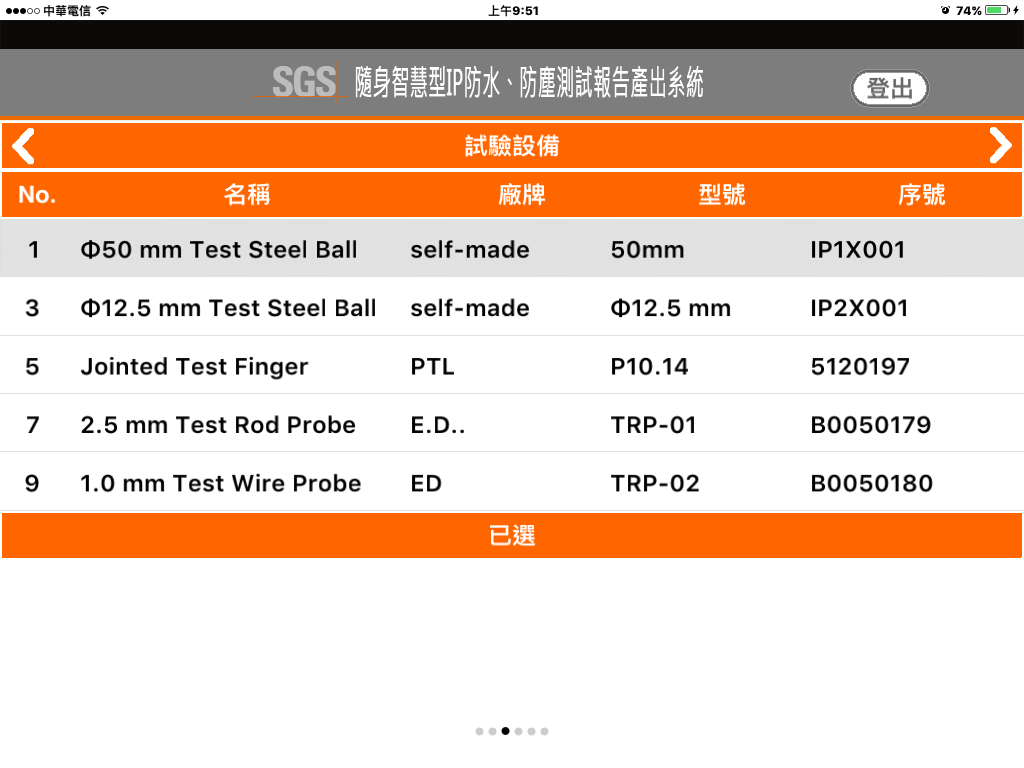 中華電信 上午9:51 74%
SGS 隨身智慧型IP防水、防塵測試報告產出系統 登出
試驗設備
No. 名稱 廠牌 型號 序號
1 Φ50 mm Test Steel Ball self-made 50mm IP1X001
3 Φ12.5 mm Test Steel Ball self-made Φ12.5 mm IP2X001
5 Jointed Test Finger PTL P10.14 5120197
7 2.5 mm Test Rod Probe E.D.. TRP-01 B0050179
9 1.0 mm Test Wire Probe ED TRP-02 B0050180
已選